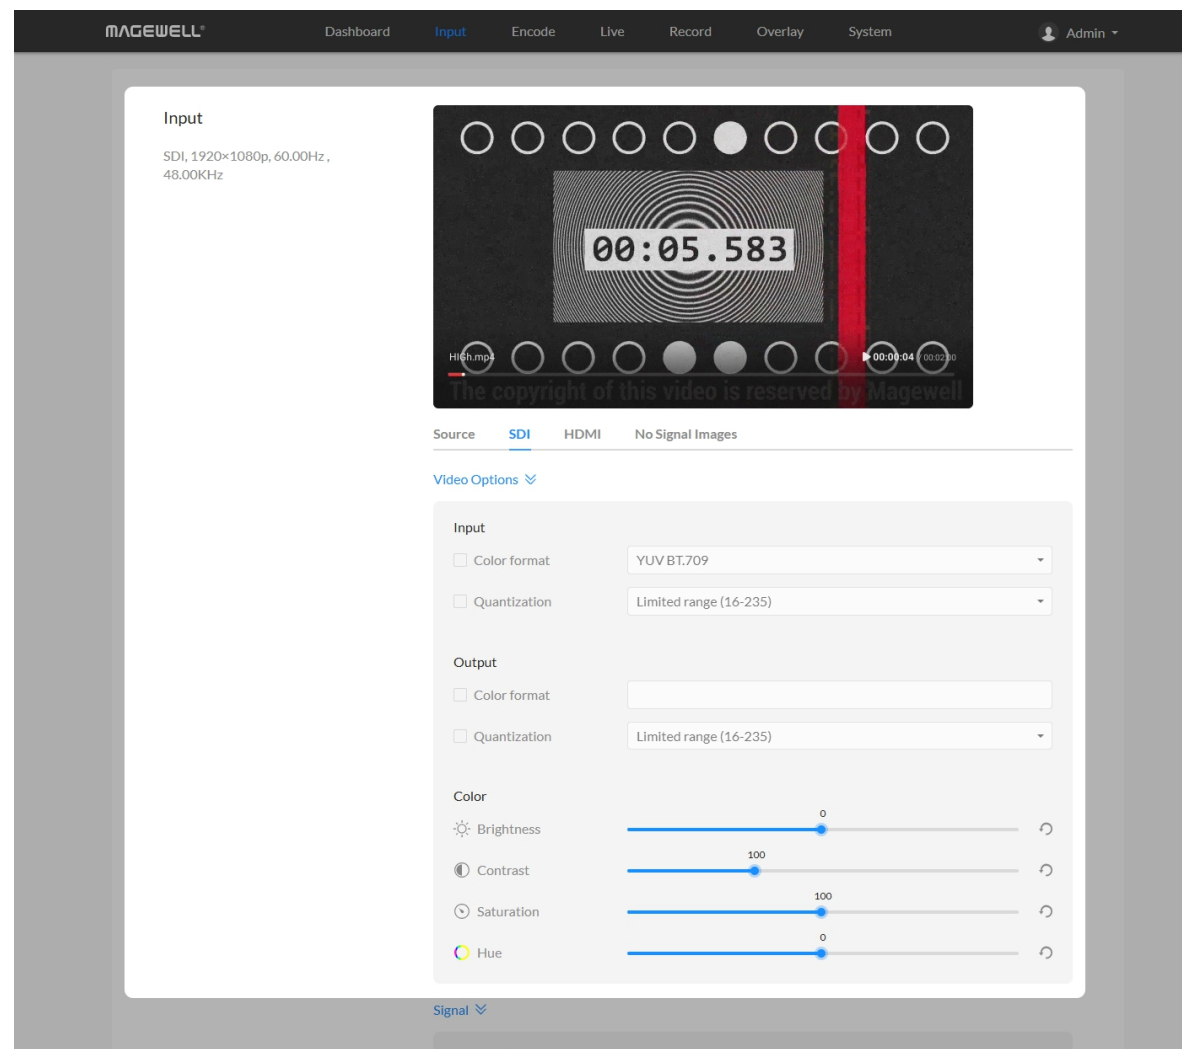 MAGEWELL®
Dashboard Input Encode Live Record Overlay System Admin
Input
SDI, 1920×1080p, 60.00Hz ,
48.00KHz
00:05.583
HIGh.mp4 00:00:04 / 00:02:00
The copyright of this video is reserved by Magewell
Source SDI HDMI No Signal Images
Video Options
Input
Color format YUV BT.709
Quantization Limited range (16-235)
Output
Color format
Quantization Limited range (16-235)
Color
0
Brightness
100
Contrast
100
Saturation
0
Hue
Signal